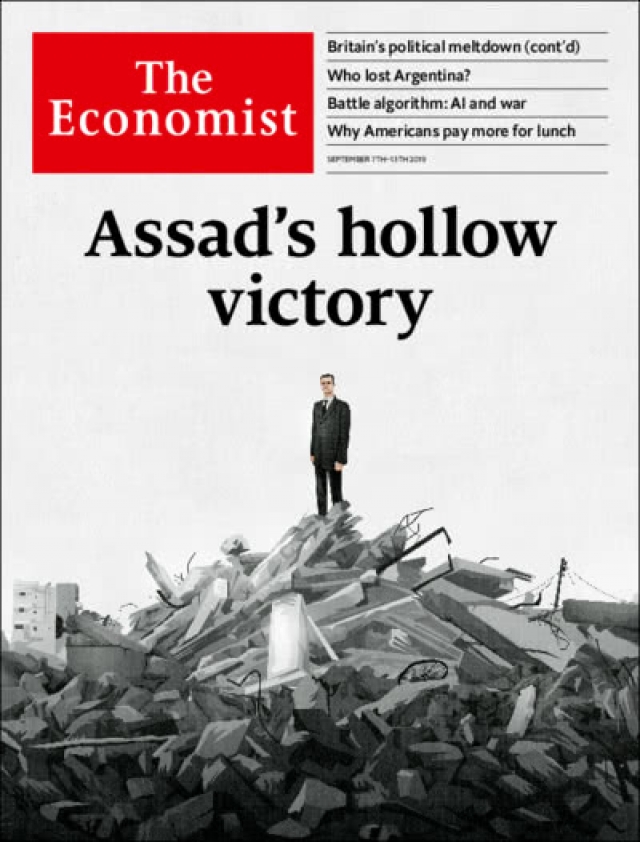 The
Economist
Britain's political meltdown (cont'd)
Who lost Argentina?
Battle algorithm: AI and war
Why Americans pay more for lunch
SEPTEMBER 7TH–13TH 2019
Assad's hollow
victory